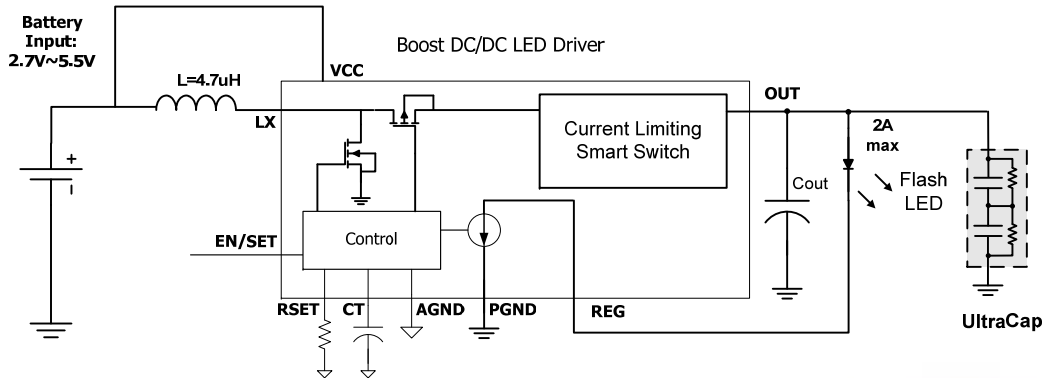 Battery
Input:
2.7V~5.5V
Boost DC/DC LED Driver
L=4.7uH
VCC
LX
OUT
Current Limiting
Smart Switch
2A
max
Cout
Flash
LED
EN/SET
Control
RSET
CT
AGND
PGND
REG
UltraCap
+